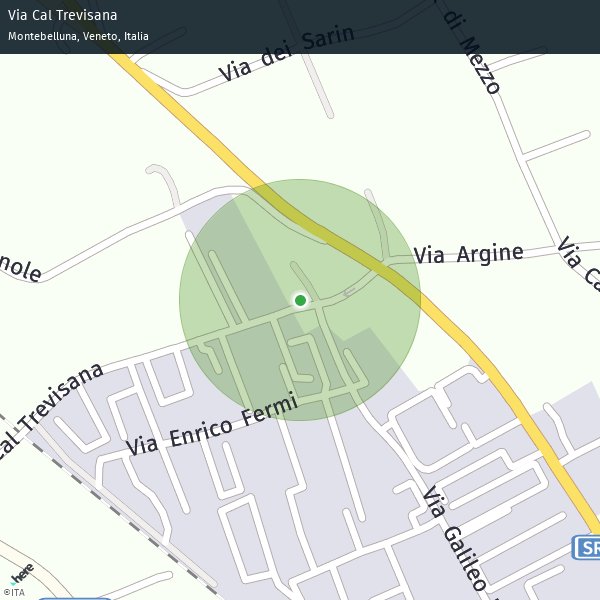 Via Cal Trevisana
Montebelluna, Veneto, Italia
Via dei Sarin
di Mezzo
Via Argine
Via Ca
nole
Cal Trevisana
Via Enrico Fermi
Via Galileo
SR
here
©ITA